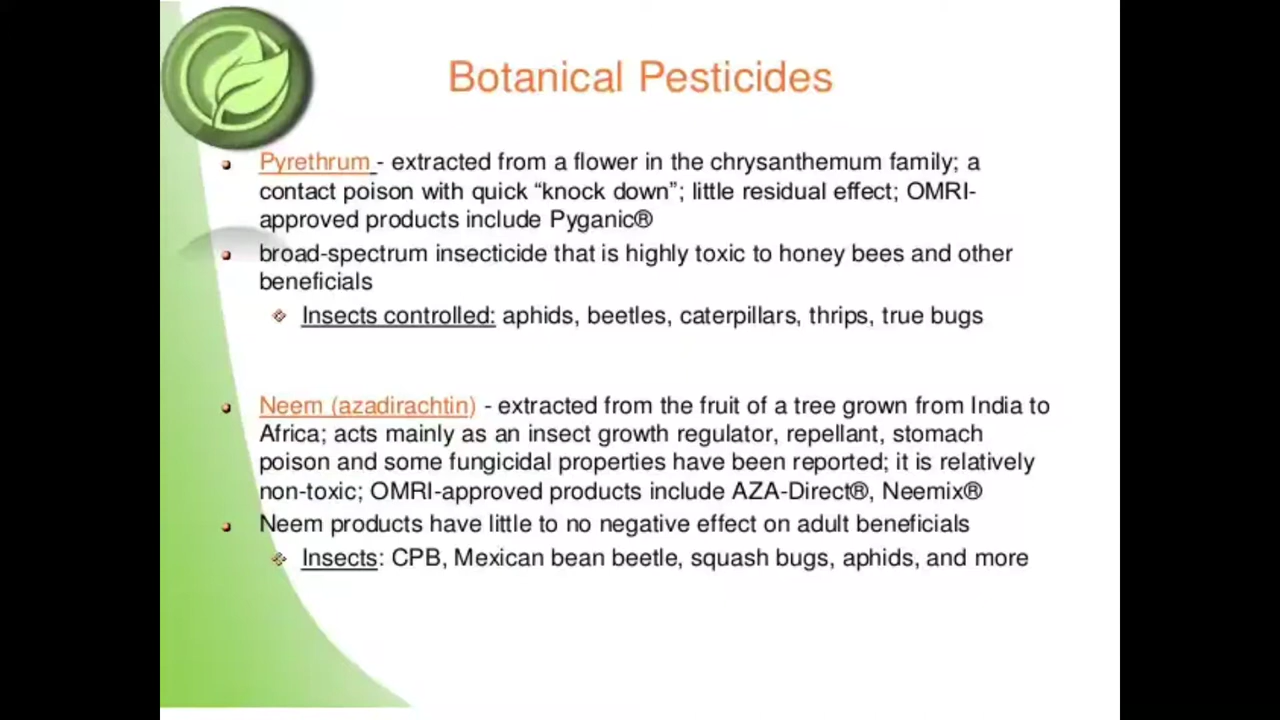 Botanical Pesticides
Pyrethrum - extracted from a flower in the chrysanthemum family; a
contact poison with quick “knock down”; little residual effect; OMRI-
approved products include Pyganic®
broad-spectrum insecticide that is highly toxic to honey bees and other
beneficials
Insects controlled: aphids, beetles, caterpillars, thrips, true bugs
Neem (azadirachtin) - extracted from the fruit of a tree grown from India to
Africa; acts mainly as an insect growth regulator, repellant, stomach
poison and some fungicidal properties have been reported; it is relatively
non-toxic; OMRI-approved products include AZA-Direct®, Neemix®
Neem products have little to no negative effect on adult beneficials
Insects: CPB, Mexican bean beetle, squash bugs, aphids, and more